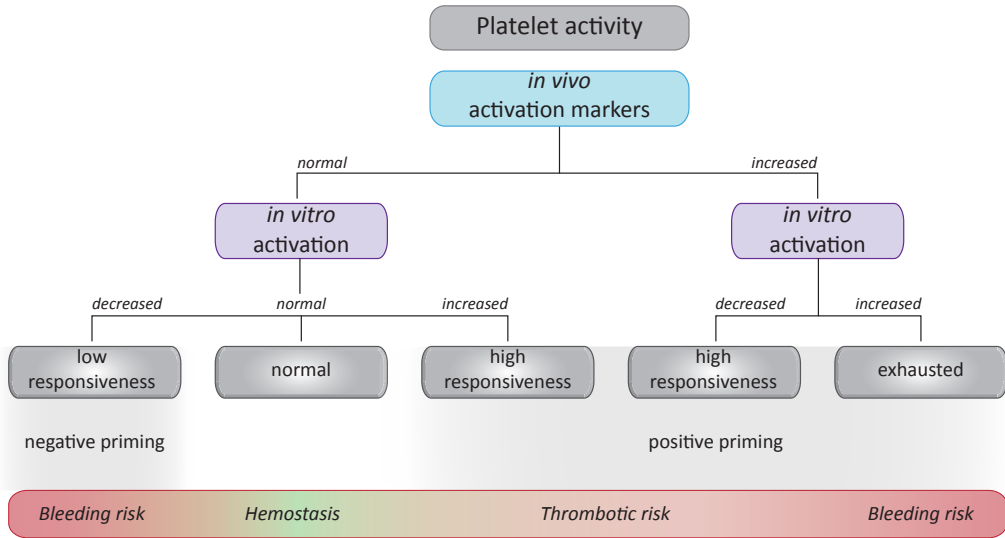 Platelet activity
in vivo
activation markers
normal
increased
in vitro
activation
in vitro
activation
decreased
normal
increased
decreased
increased
low
responsiveness
normal
high
responsiveness
high
responsiveness
exhausted
negative priming
positive priming
Bleeding risk
Hemostasis
Thrombotic risk
Bleeding risk